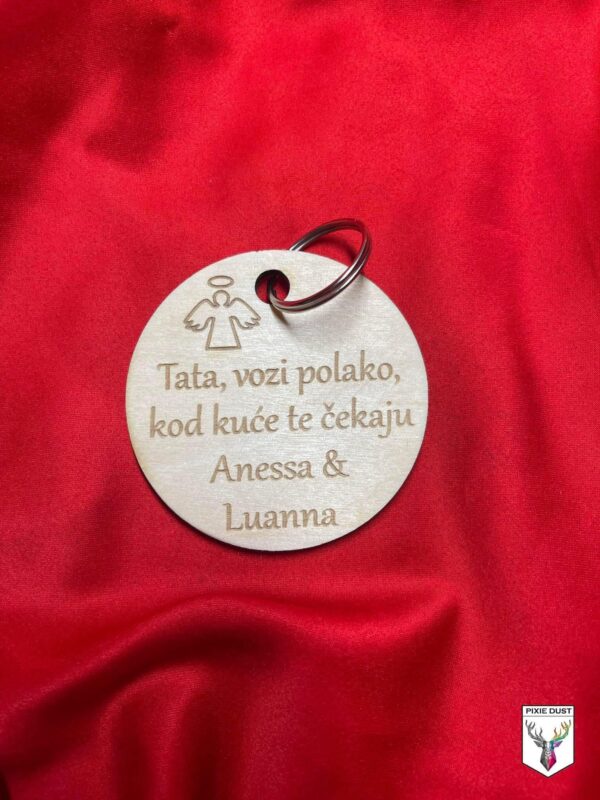 Tata, vozi polako,
kod kuće te čekaju
Anessa &
Luanna
PIXIE DUST